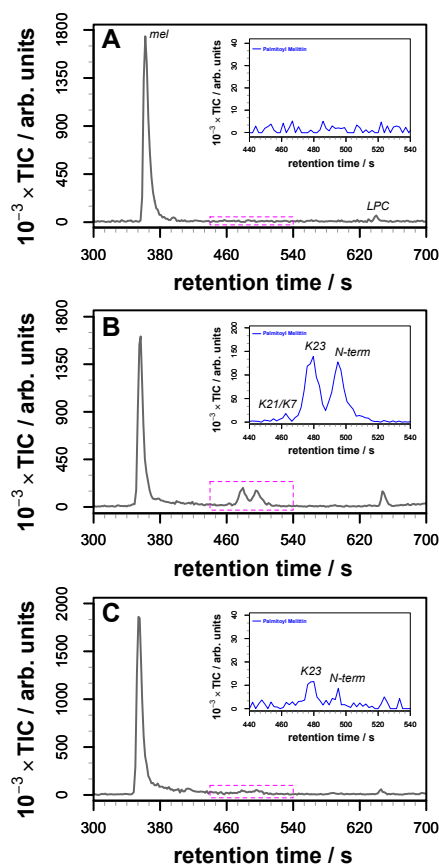 A
mel
LPC
10⁻³ × TIC / arb. units
1800
1350
900
450
0
300 380 460 540 620 700
retention time / s
Palmitoyl Melittin
10⁻³ × TIC / arb. units
40
30
20
10
0
440 460 480 500 520 540
retention time / s
B
10⁻³ × TIC / arb. units
1800
1350
900
450
0
300 380 460 540 620 700
retention time / s
Palmitoyl Melittin
K23
N-term
K21/K7
10⁻³ × TIC / arb. units
200
150
100
50
0
440 460 480 500 520 540
retention time / s
C
10⁻³ × TIC / arb. units
2000
1500
1000
500
0
300 380 460 540 620 700
retention time / s
Palmitoyl Melittin
K23
N-term
10⁻³ × TIC / arb. units
40
30
20
10
0
440 460 480 500 520 540
retention time / s